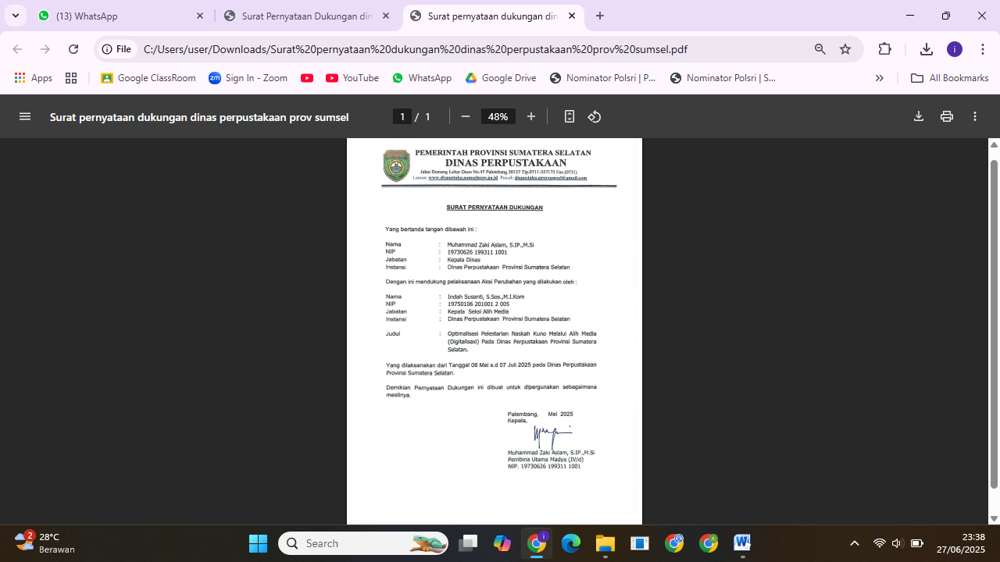 (13) WhatsApp
Surat Pernyataan Dukungan din
Surat pernyataan dukungan din
File
C:/Users/user/Downloads/Surat%20pernyataan%20dukungan%20dinas%20perpustakaan%20prov%20sumsel.pdf
Apps
Google ClassRoom
Sign In - Zoom
YouTube
WhatsApp
Google Drive
Nominator Polsri | P...
Nominator Polsri | S...
All Bookmarks
Surat pernyataan dukungan dinas perpustakaan prov sumsel
1 / 1
48%
PEMERINTAH PROVINSI SUMATERA SELATAN
DINAS PERPUSTAKAAN
Jalan Demang Lebar Daun No.47 Palembang 30137 Tlp.0711-357175 Fax.(0711)
Laman: www.dispustaka.sumselprov.go.id Pos-el: dispustaka.provsumsel@gmail.com
SURAT PERNYATAAN DUKUNGAN
Yang bertanda tangan dibawah ini :
Nama : Muhammad Zaki Aslam, S.IP.,M.Si
NIP : 19730626 199311 1001
Jabatan : Kepala Dinas
Instansi : Dinas Perpustakaan Provinsi Sumatera Selatan
Dengan ini mendukung pelaksanaan Aksi Perubahan yang dilakukan oleh :
Nama : Indah Susanti, S.Sos.,M.I.Kom
NIP : 19750106 201001 2 005
Jabatan : Kepala Seksi Alih Media
Instansi : Dinas Perpustakaan Provinsi Sumatera Selatan
Judul : Optimalisasi Pelestarian Naskah Kuno Melalui Alih Media
(Digitalisasi) Pada Dinas Perpustakaan Provinsi Sumatera
Selatan.
Yang dilaksanakan dari Tanggal 08 Mei s.d 07 Juli 2025 pada Dinas Perpustakaan
Provinsi Sumatera Selatan.
Demikian Pernyataan Dukungan ini dibuat untuk dipergunakan sebagaimana
mestinya.
Palembang, Mei 2025
Kepala,
Muhammad Zaki Aslam, S.IP.,M.Si
Pembina Utama Madya (IV/d)
NIP. 19730626 199311 1001
2
28°C
Berawan
Search
23:38
27/06/2025